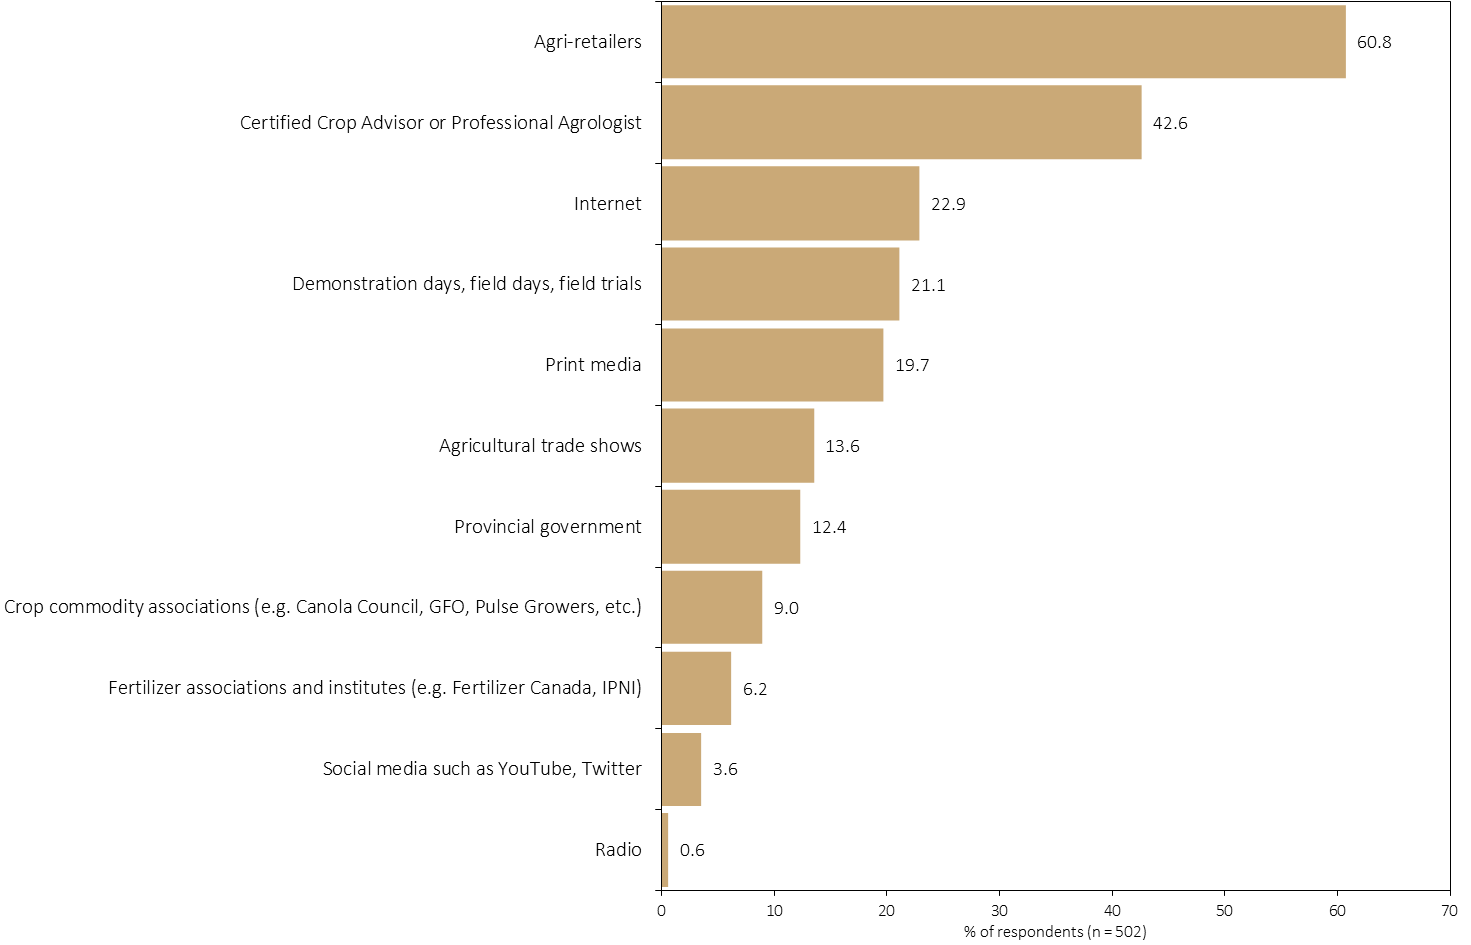 Agri-retailers 60.8
Certified Crop Advisor or Professional Agrologist 42.6
Internet 22.9
Demonstration days, field days, field trials 21.1
Print media 19.7
Agricultural trade shows 13.6
Provincial government 12.4
Crop commodity associations (e.g. Canola Council, GFO, Pulse Growers, etc.) 9.0
Fertilizer associations and institutes (e.g. Fertilizer Canada, IPNI) 6.2
Social media such as YouTube, Twitter 3.6
Radio 0.6
0 10 20 30 40 50 60 70
% of respondents (n = 502)